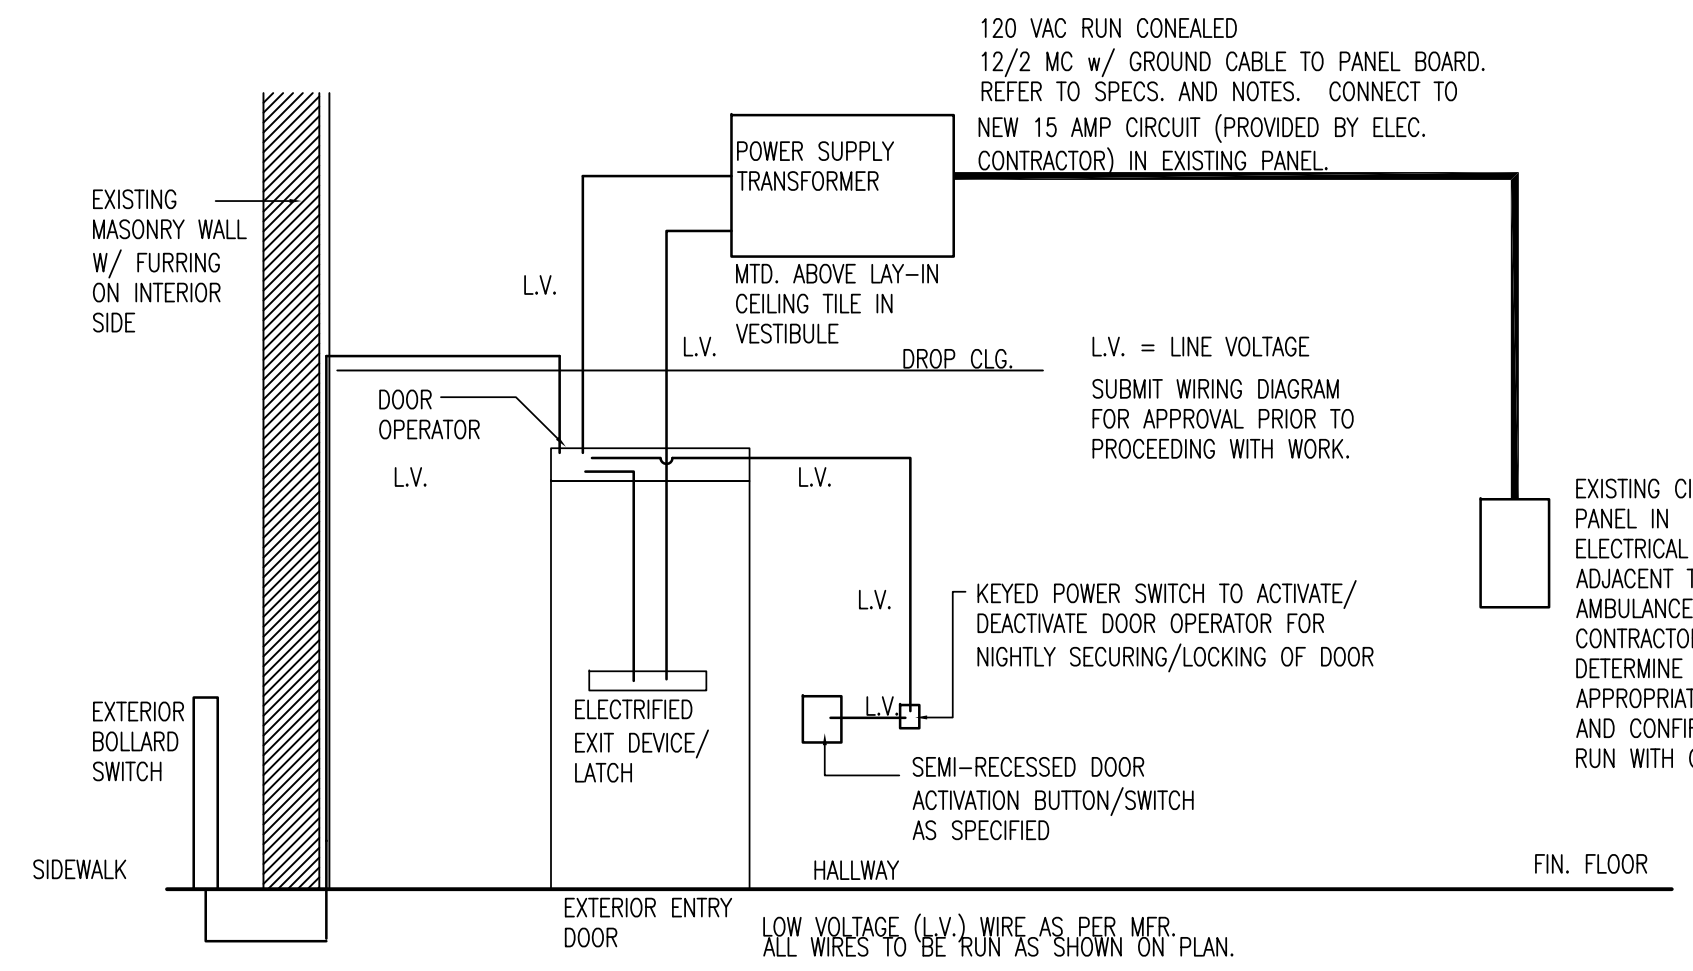 120 VAC RUN CONEALED
12/2 MC w/ GROUND CABLE TO PANEL BOARD.
REFER TO SPECS. AND NOTES. CONNECT TO
NEW 15 AMP CIRCUIT (PROVIDED BY ELEC.
CONTRACTOR) IN EXISTING PANEL.
POWER SUPPLY
TRANSFORMER
EXISTING
MASONRY WALL
W/ FURRING
ON INTERIOR
SIDE
MTD. ABOVE LAY-IN
CEILING TILE IN
VESTIBULE
L.V.
L.V.
DROP CLG.
L.V. = LINE VOLTAGE
SUBMIT WIRING DIAGRAM
FOR APPROVAL PRIOR TO
PROCEEDING WITH WORK.
DOOR
OPERATOR
L.V.
L.V.
EXISTING
PANEL IN
ELECTRICAL
ADJACENT
AMBULANCE
DETERMINE
AND
RUN WITH
L.V.
KEYED POWER SWITCH TO ACTIVATE/
DEACTIVATE DOOR OPERATOR FOR
NIGHTLY SECURING/LOCKING OF DOOR
L.V.
EXTERIOR
BOLLARD
SWITCH
ELECTRIFIED
EXIT DEVICE/
LATCH
SEMI-RECESSED DOOR
ACTIVATION BUTTON/SWITCH
AS SPECIFIED
SIDEWALK
HALLWAY
FIN. FLOOR
EXTERIOR ENTRY
DOOR
LOW VOLTAGE (L.V.) WIRE AS PER MFR.
ALL WIRES TO BE RUN AS SHOWN ON PLAN.